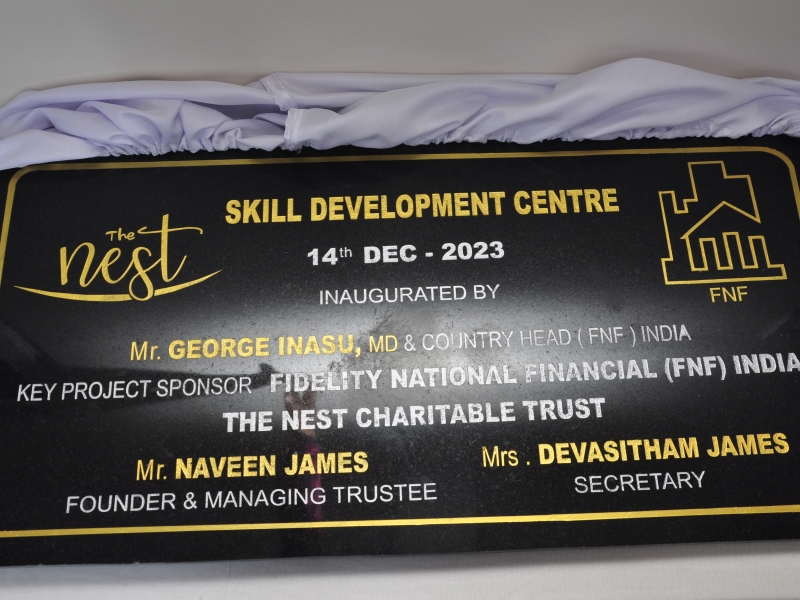 The nest
SKILL DEVELOPMENT CENTRE
14th DEC - 2023
INAUGURATED BY
FNF
Mr. GEORGE INASU, MD & COUNTRY HEAD ( FNF ) INDIA
KEY PROJECT SPONSOR FIDELITY NATIONAL FINANCIAL (FNF) INDIA
THE NEST CHARITABLE TRUST
Mr. NAVEEN JAMES
FOUNDER & MANAGING TRUSTEE
Mrs . DEVASITHAM JAMES
SECRETARY